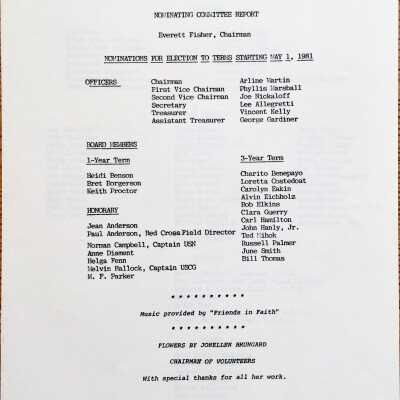 NOMINATING COMMITTEE REPORT
Everett Fisher, Chairman
NOMINATIONS FOR ELECTION TO TERMS STARTING MAY 1, 1981
OFFICERS Chairman Arline Martin
First Vice Chairman Phyllis Marshall
Second Vice Chairman Joe Nickaloff
Secretary Lee Allegretti
Treasurer Vincent Kelly
Assistant Treasurer George Gardiner
BOARD MEMBERS
1-Year Term
Heidi Benson
Bret Borgerson
Keith Proctor
HONORARY
Jean Anderson
Paul Anderson, Red Cross Field Director
Norman Campbell, Captain USN
Anne Diament
Helga Fenn
Melvin Hallock, Captain USCG
M. F. Parker
3-Year Term
Charito Benepayo
Loretta Costedoat
Carolyn Eakin
Alvin Eichholz
Rob Elkins
Clara Guerry
Carl Hamilton
John Hanly, Jr.
Ted Mihok
Russell Palmer
June Smith
Bill Thomas
* * * * * * * * * *
Music provided by "Friends in Faith"
* * * * * * * * * *
FLOWERS BY JOHELLEN BRUNGARD
CHAIRMAN OF VOLUNTEERS
With special thanks for all her work.